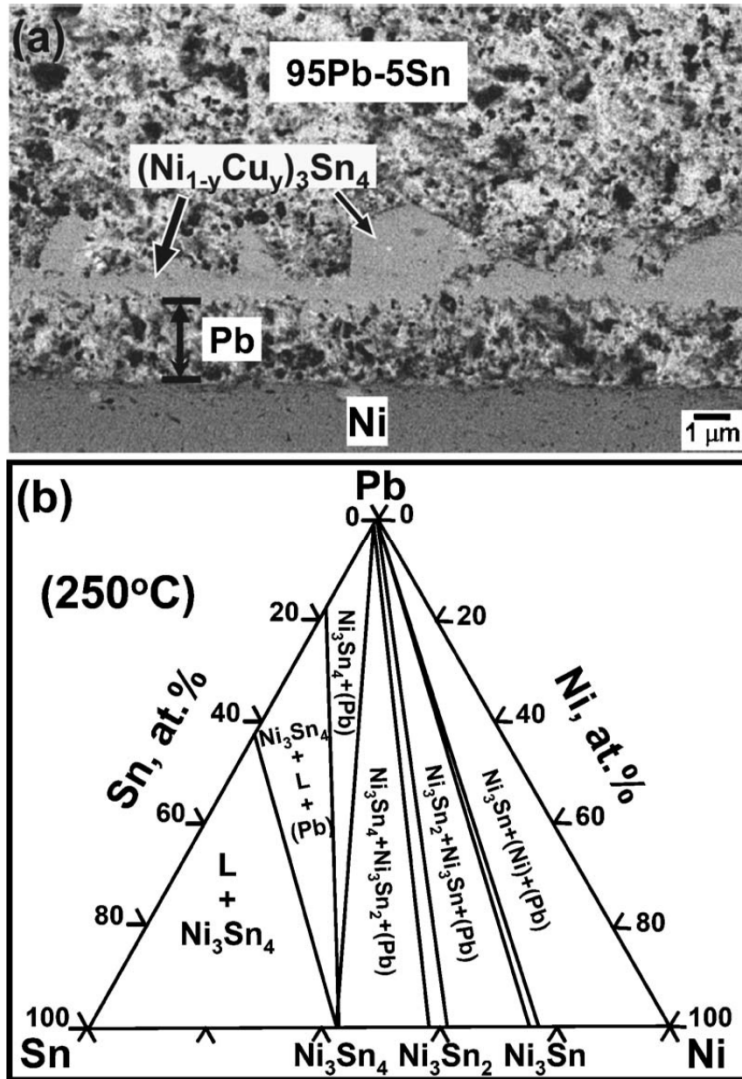 (a)
95Pb-5Sn
(Ni₁₋yCuy)₃Sn₄
Pb
Ni
1 μm
(b)
Pb
0 0
(250°C)
20 20
Ni₃Sn₄+(Pb)
Sn, at.%
Ni, at.%
40 40
Ni₃Sn₄
+
L
+
(Pb)
Ni₃Sn₄+Ni₃Sn₂+(Pb)
Ni₃Sn₂+Ni₃Sn+(Pb)
Ni₃Sn+(Ni)+(Pb)
60 60
L
+
Ni₃Sn₄
80 80
100 100
Sn Ni₃Sn₄ Ni₃Sn₂ Ni₃Sn Ni